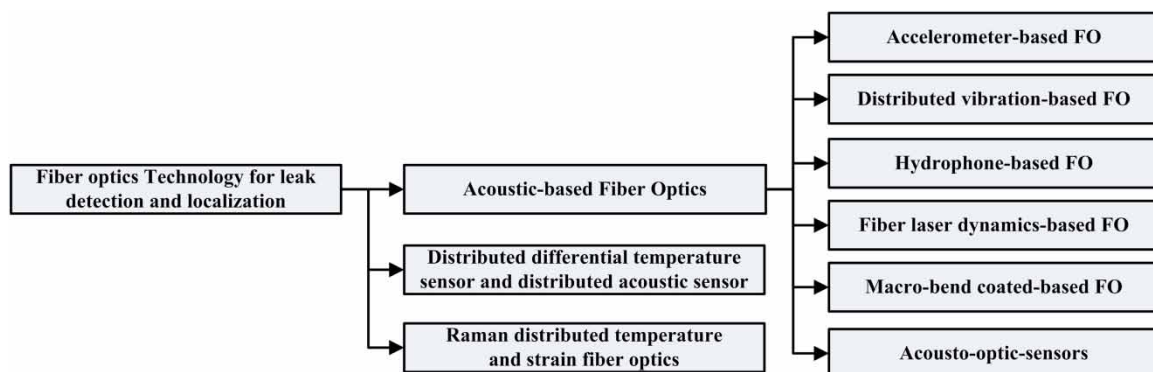 Fiber optics Technology for leak
detection and localization
Acoustic-based Fiber Optics
Distributed differential temperature
sensor and distributed acoustic sensor
Raman distributed temperature
and strain fiber optics
Accelerometer-based FO
Distributed vibration-based FO
Hydrophone-based FO
Fiber laser dynamics-based FO
Macro-bend coated-based FO
Acousto-optic-sensors